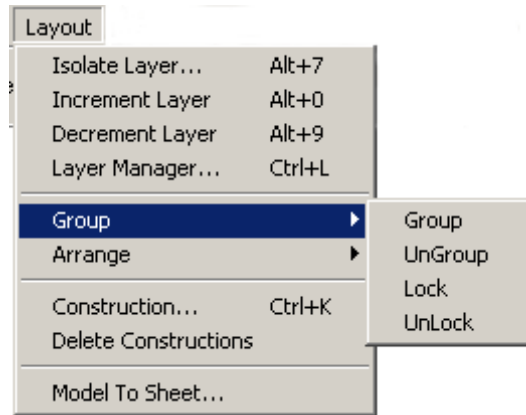 Layout
Isolate Layer... Alt+7
Increment Layer Alt+0
Decrement Layer Alt+9
Layer Manager... Ctrl+L
Group
Arrange
Construction... Ctrl+K
Delete Constructions
Model To Sheet...
Group
UnGroup
Lock
UnLock